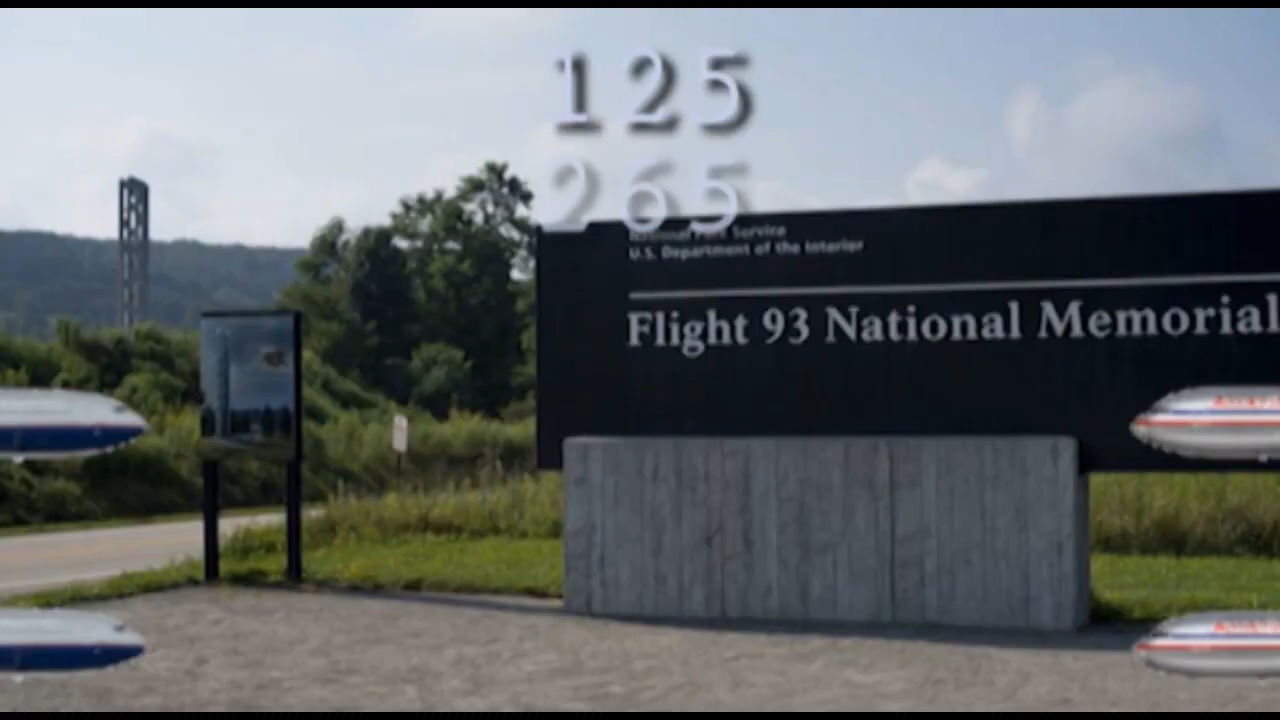 125
265
National Park Service
U.S. Department of the Interior
Flight 93 National Memorial